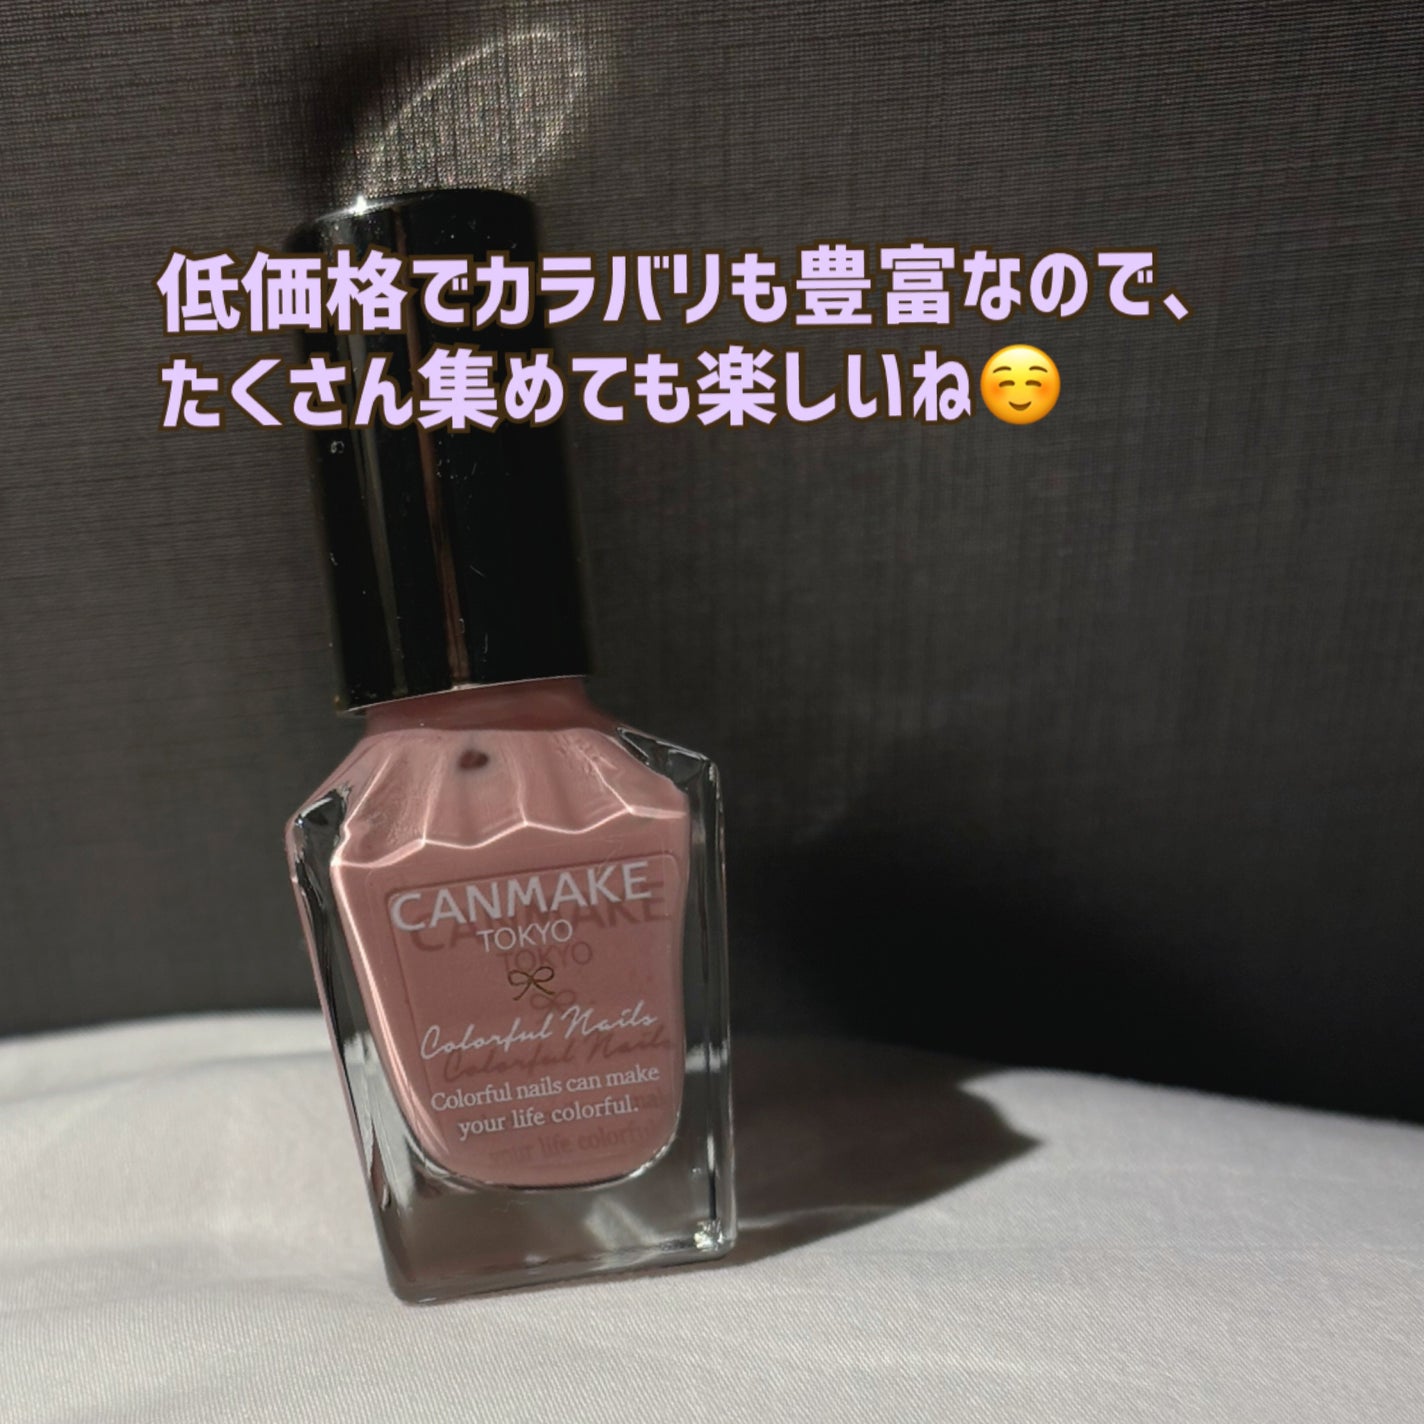 低価格でカラバリも豊富なので、
たくさん集めても楽しいね☺️
CANMAKE
TOKYO
Colorful Nails
Colorful nails can make
your life colorful.